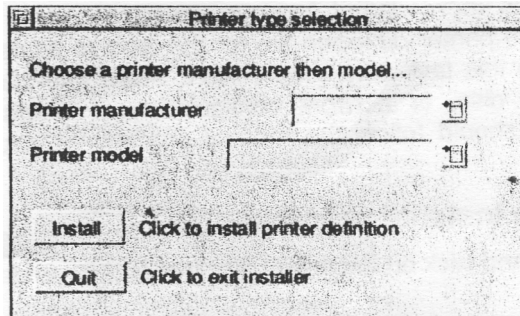 Printer type selection
Choose a printer manufacturer then model...
Printer manufacturer
Printer model
Install Click to install printer definition
Quit Click to exit installer